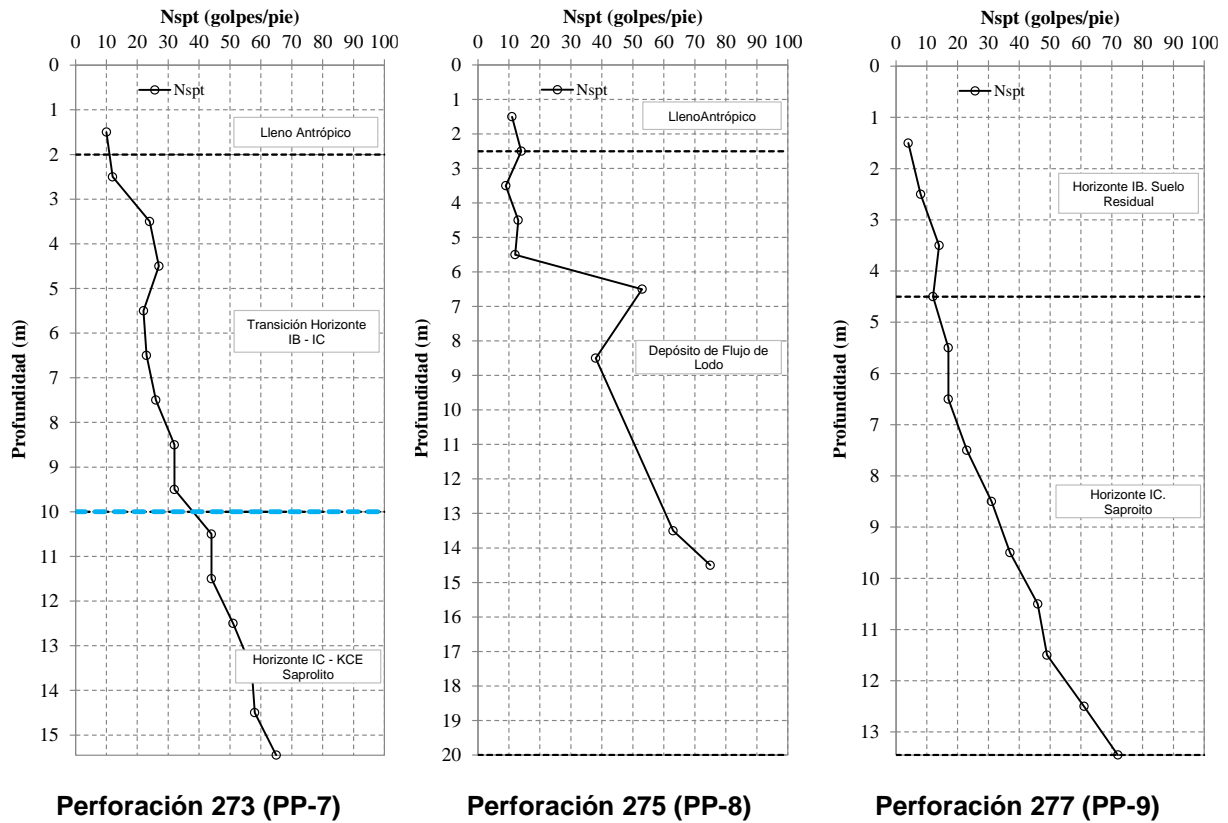 Nspt (golpes/pie)
0 10 20 30 40 50 60 70 80 90 100
Profundidad (m)
0
1
2
3
4
5
6
7
8
9
10
11
12
13
14
15
Nspt
Lleno Antrópico
Transición Horizonte
IB - IC
Horizonte IC - KCE
Saprolito
Perforación 273 (PP-7)
Nspt (golpes/pie)
0 10 20 30 40 50 60 70 80 90 100
Profundidad (m)
0
1
2
3
4
5
6
7
8
9
10
11
12
13
14
15
16
17
18
19
20
Nspt
LlenoAntrópico
Depósito de Flujo de
Lodo
Perforación 275 (PP-8)
Nspt (golpes/pie)
0 10 20 30 40 50 60 70 80 90 100
Profundidad (m)
0
1
2
3
4
5
6
7
8
9
10
11
12
13
Nspt
Horizonte IB. Suelo
Residual
Horizonte IC.
Saproito
Perforación 277 (PP-9)